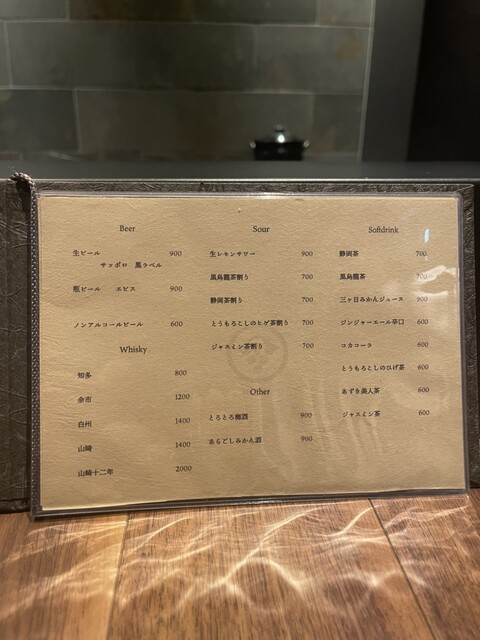 Beer
生ビール 900
サッポロ 黒ラベル
瓶ビール エビス 900
ノンアルコールビール 600
Whisky
知多 800
余市 1200
白州 1400
山崎 1400
山崎十二年 2000
Sour
生レモンサワー 900
黒烏龍茶割り 700
静岡茶割り 700
とうもろこしのヒゲ茶割り 700
ジャスミン茶割り 700
Other
とろとろ梅酒 900
あらごしみかん酒 900
Softdrink
静岡茶 700
黒烏龍茶 700
三ヶ日みかんジュース 900
ジンジャーエール辛口 600
コカコーラ 600
とうもろこしのひげ茶 600
あずき美人茶 600
ジャスミン茶 600